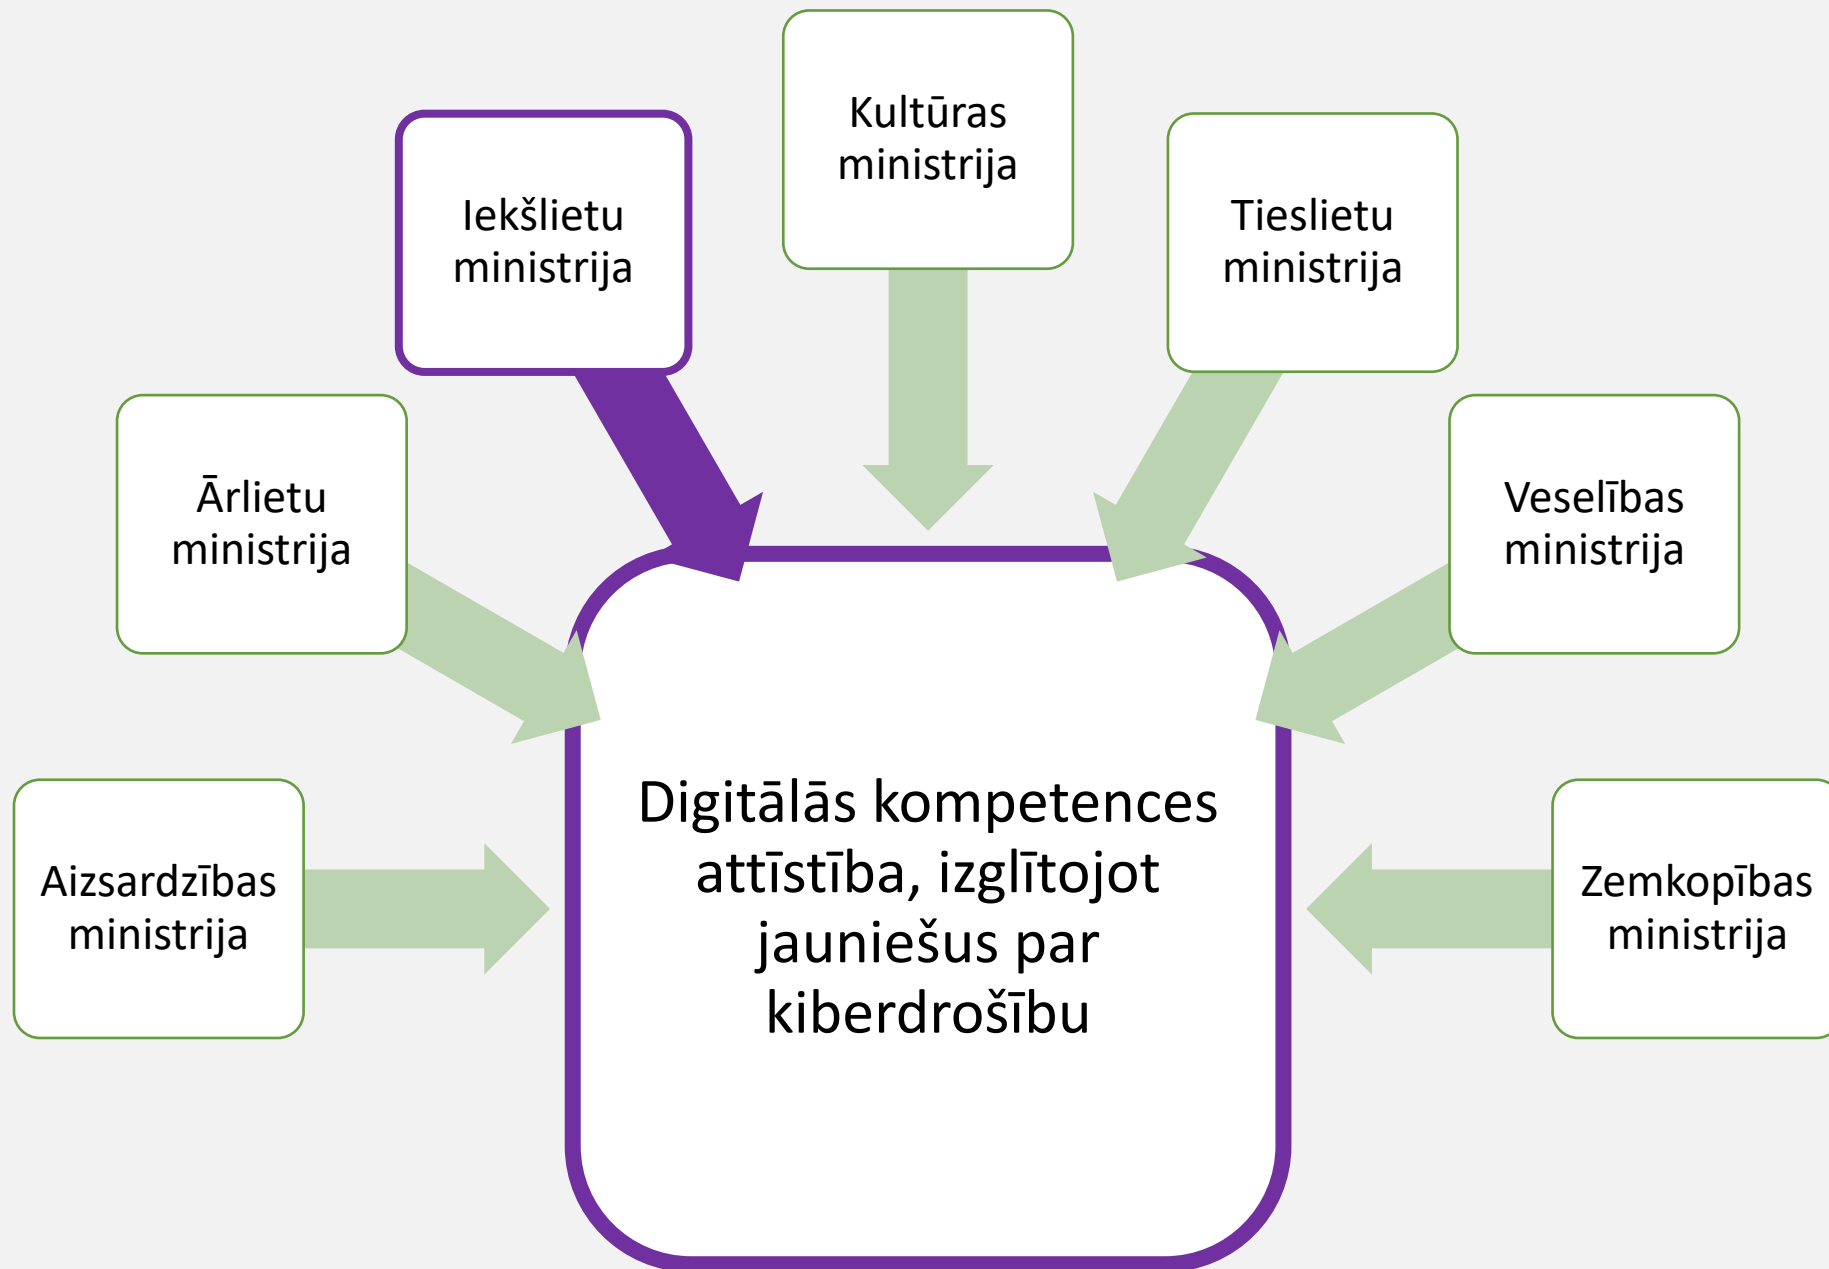 Kultūras
ministrija
Iekšlietu
ministrija
Tieslietu
ministrija
Ārlietu
ministrija
Veselības
ministrija
Aizsardzības
ministrija
Digitālās kompetences
attīstība, izglītojot
jauniešus par
kiberdrošību
Zemkopības
ministrija